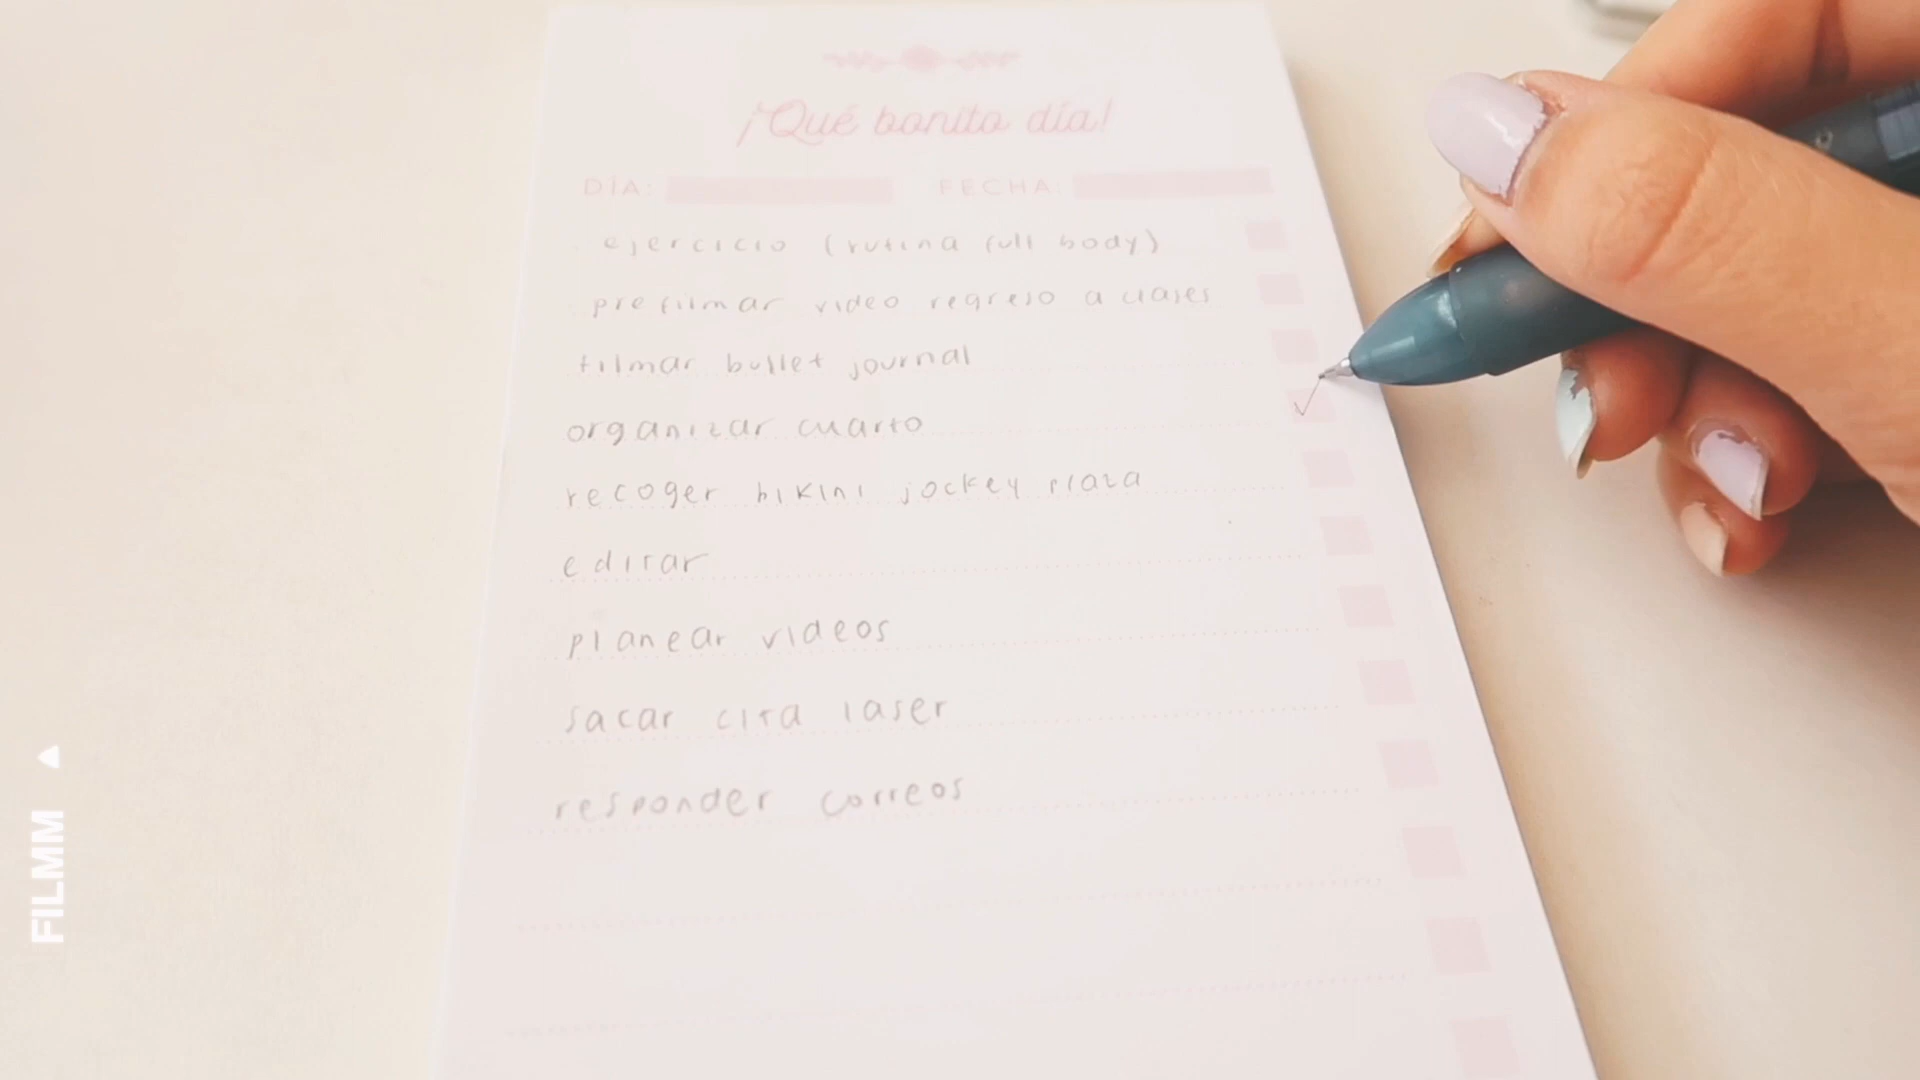 ¡Qué bonito día!
DÍA: FECHA:
ejercicio (rutina full body)
prefilmar video regreso a clases
filmar bullet journal
organizar cuarto
recoger bikini jockey plaza
editar
planear videos
sacar cita laser
responder correos
FILMM